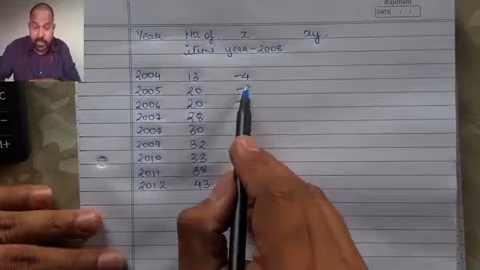 Rajdhani
DATE
Year No. of x xy.
items year-2008
2004 13 -4
2005 20
2006 20
2007 28
2008 30
2009 32
2010 33
2011 38
2012 43.